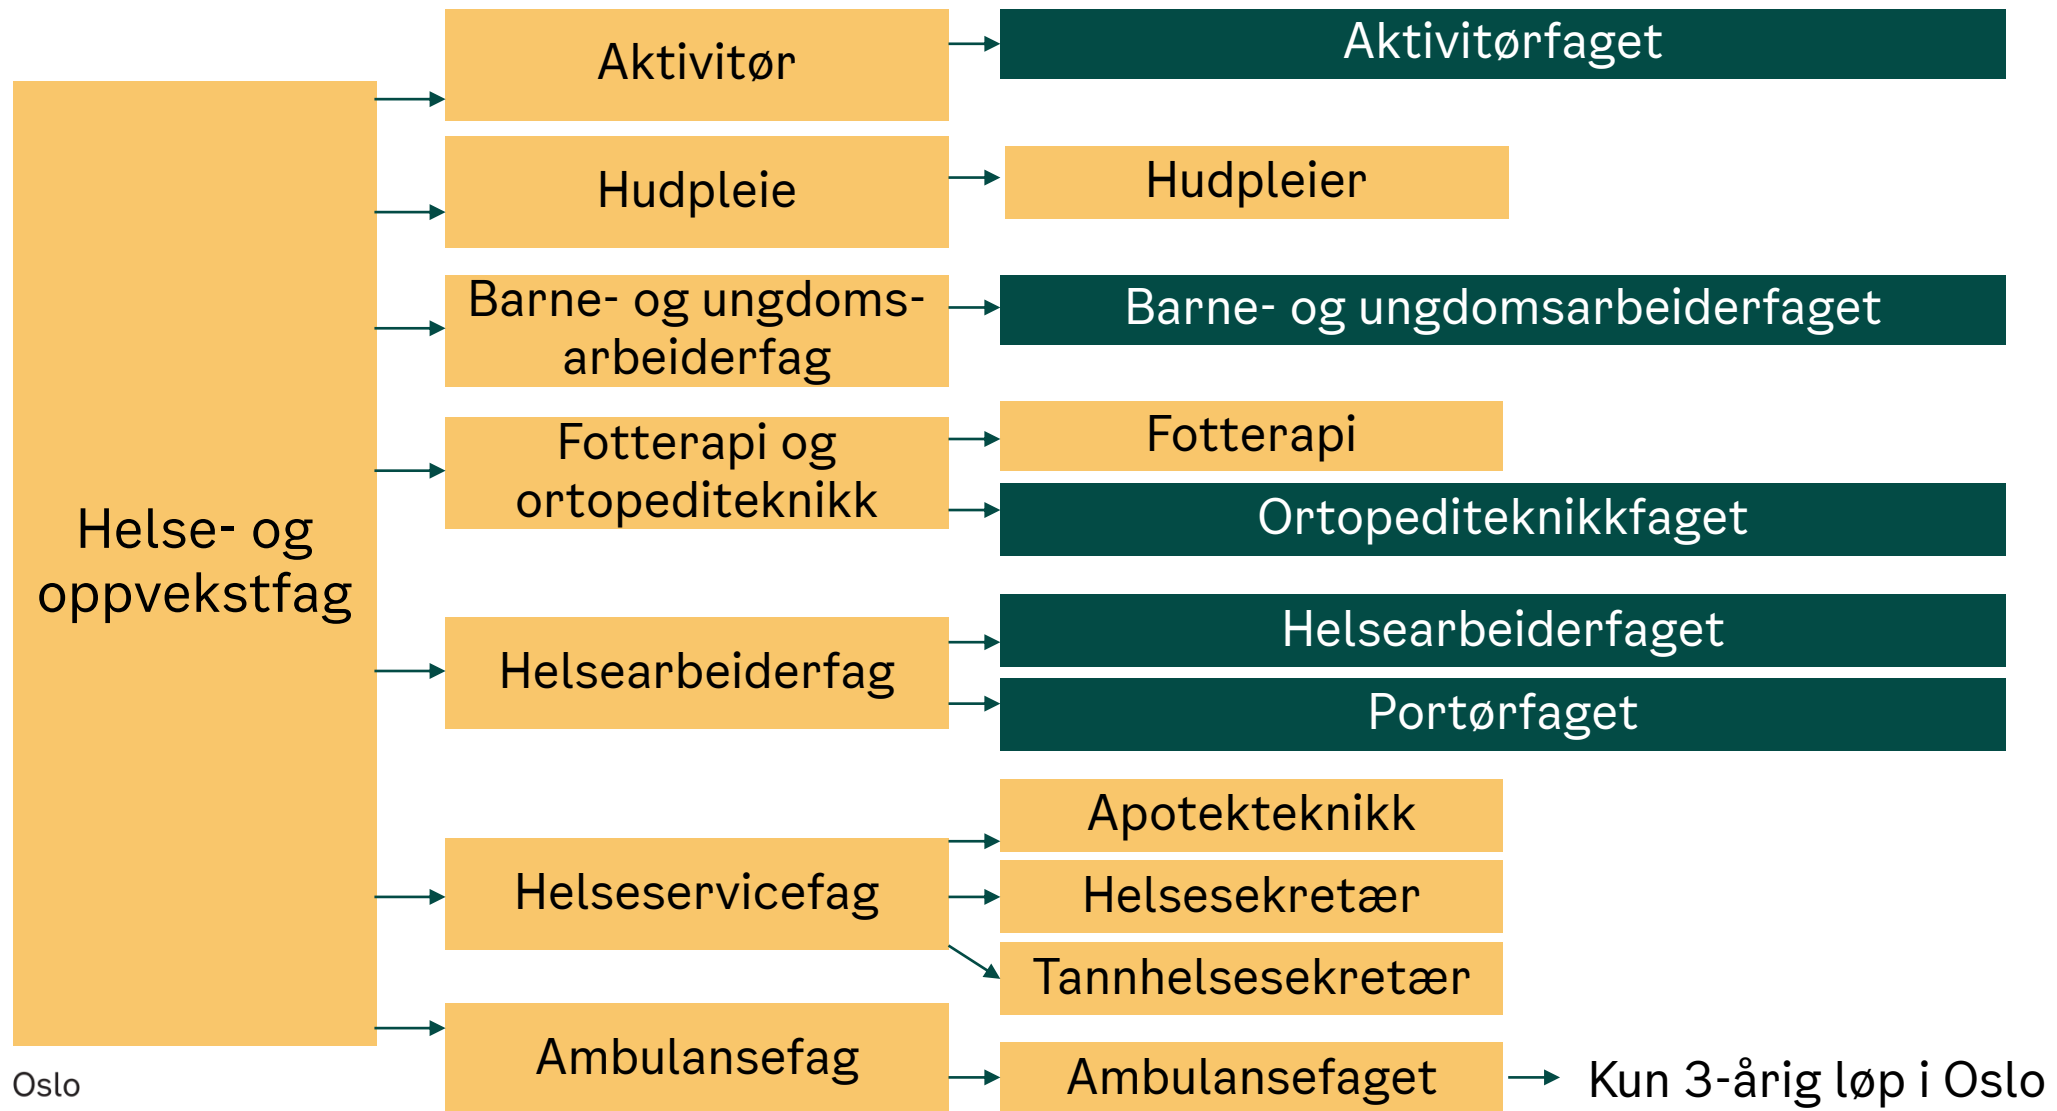 Helse- og
oppvekstfag
Aktivitør
Aktivitørfaget
Hudpleie
Hudpleier
Barne- og ungdoms-
arbeiderfag
Barne- og ungdomsarbeiderfaget
Fotterapi og
ortopediteknikk
Fotterapi
Ortopediteknikkfaget
Helsearbeiderfag
Helsearbeiderfaget
Portørfaget
Helseservicefag
Apotekteknikk
Helsesekretær
Tannhelsesekretær
Ambulansefag
Ambulansefaget
Kun 3-årig løp i Oslo
Oslo